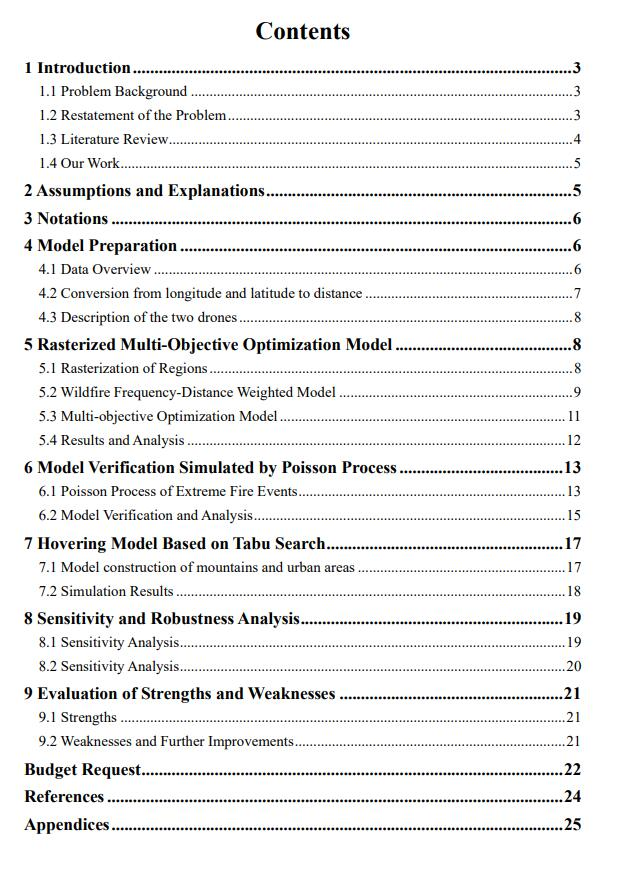 Contents
1 Introduction....................................................................................3
1.1 Problem Background ....................................................................................3
1.2 Restatement of the Problem....................................................................................3
1.3 Literature Review....................................................................................4
1.4 Our Work....................................................................................5
2 Assumptions and Explanations....................................................................................5
3 Notations ....................................................................................6
4 Model Preparation ....................................................................................6
4.1 Data Overview ....................................................................................6
4.2 Conversion from longitude and latitude to distance ....................................................................................7
4.3 Description of the two drones....................................................................................8
5 Rasterized Multi-Objective Optimization Model ....................................................................................8
5.1 Rasterization of Regions ....................................................................................8
5.2 Wildfire Frequency-Distance Weighted Model ....................................................................................9
5.3 Multi-objective Optimization Model ....................................................................................11
5.4 Results and Analysis ....................................................................................12
6 Model Verification Simulated by Poisson Process ....................................................................................13
6.1 Poisson Process of Extreme Fire Events....................................................................................13
6.2 Model Verification and Analysis....................................................................................15
7 Hovering Model Based on Tabu Search....................................................................................17
7.1 Model construction of mountains and urban areas ....................................................................................17
7.2 Simulation Results ....................................................................................18
8 Sensitivity and Robustness Analysis....................................................................................19
8.1 Sensitivity Analysis....................................................................................19
8.2 Sensitivity Analysis....................................................................................20
9 Evaluation of Strengths and Weaknesses ....................................................................................21
9.1 Strengths ....................................................................................21
9.2 Weaknesses and Further Improvements....................................................................................21
Budget Request....................................................................................22
References ....................................................................................24
Appendices....................................................................................25